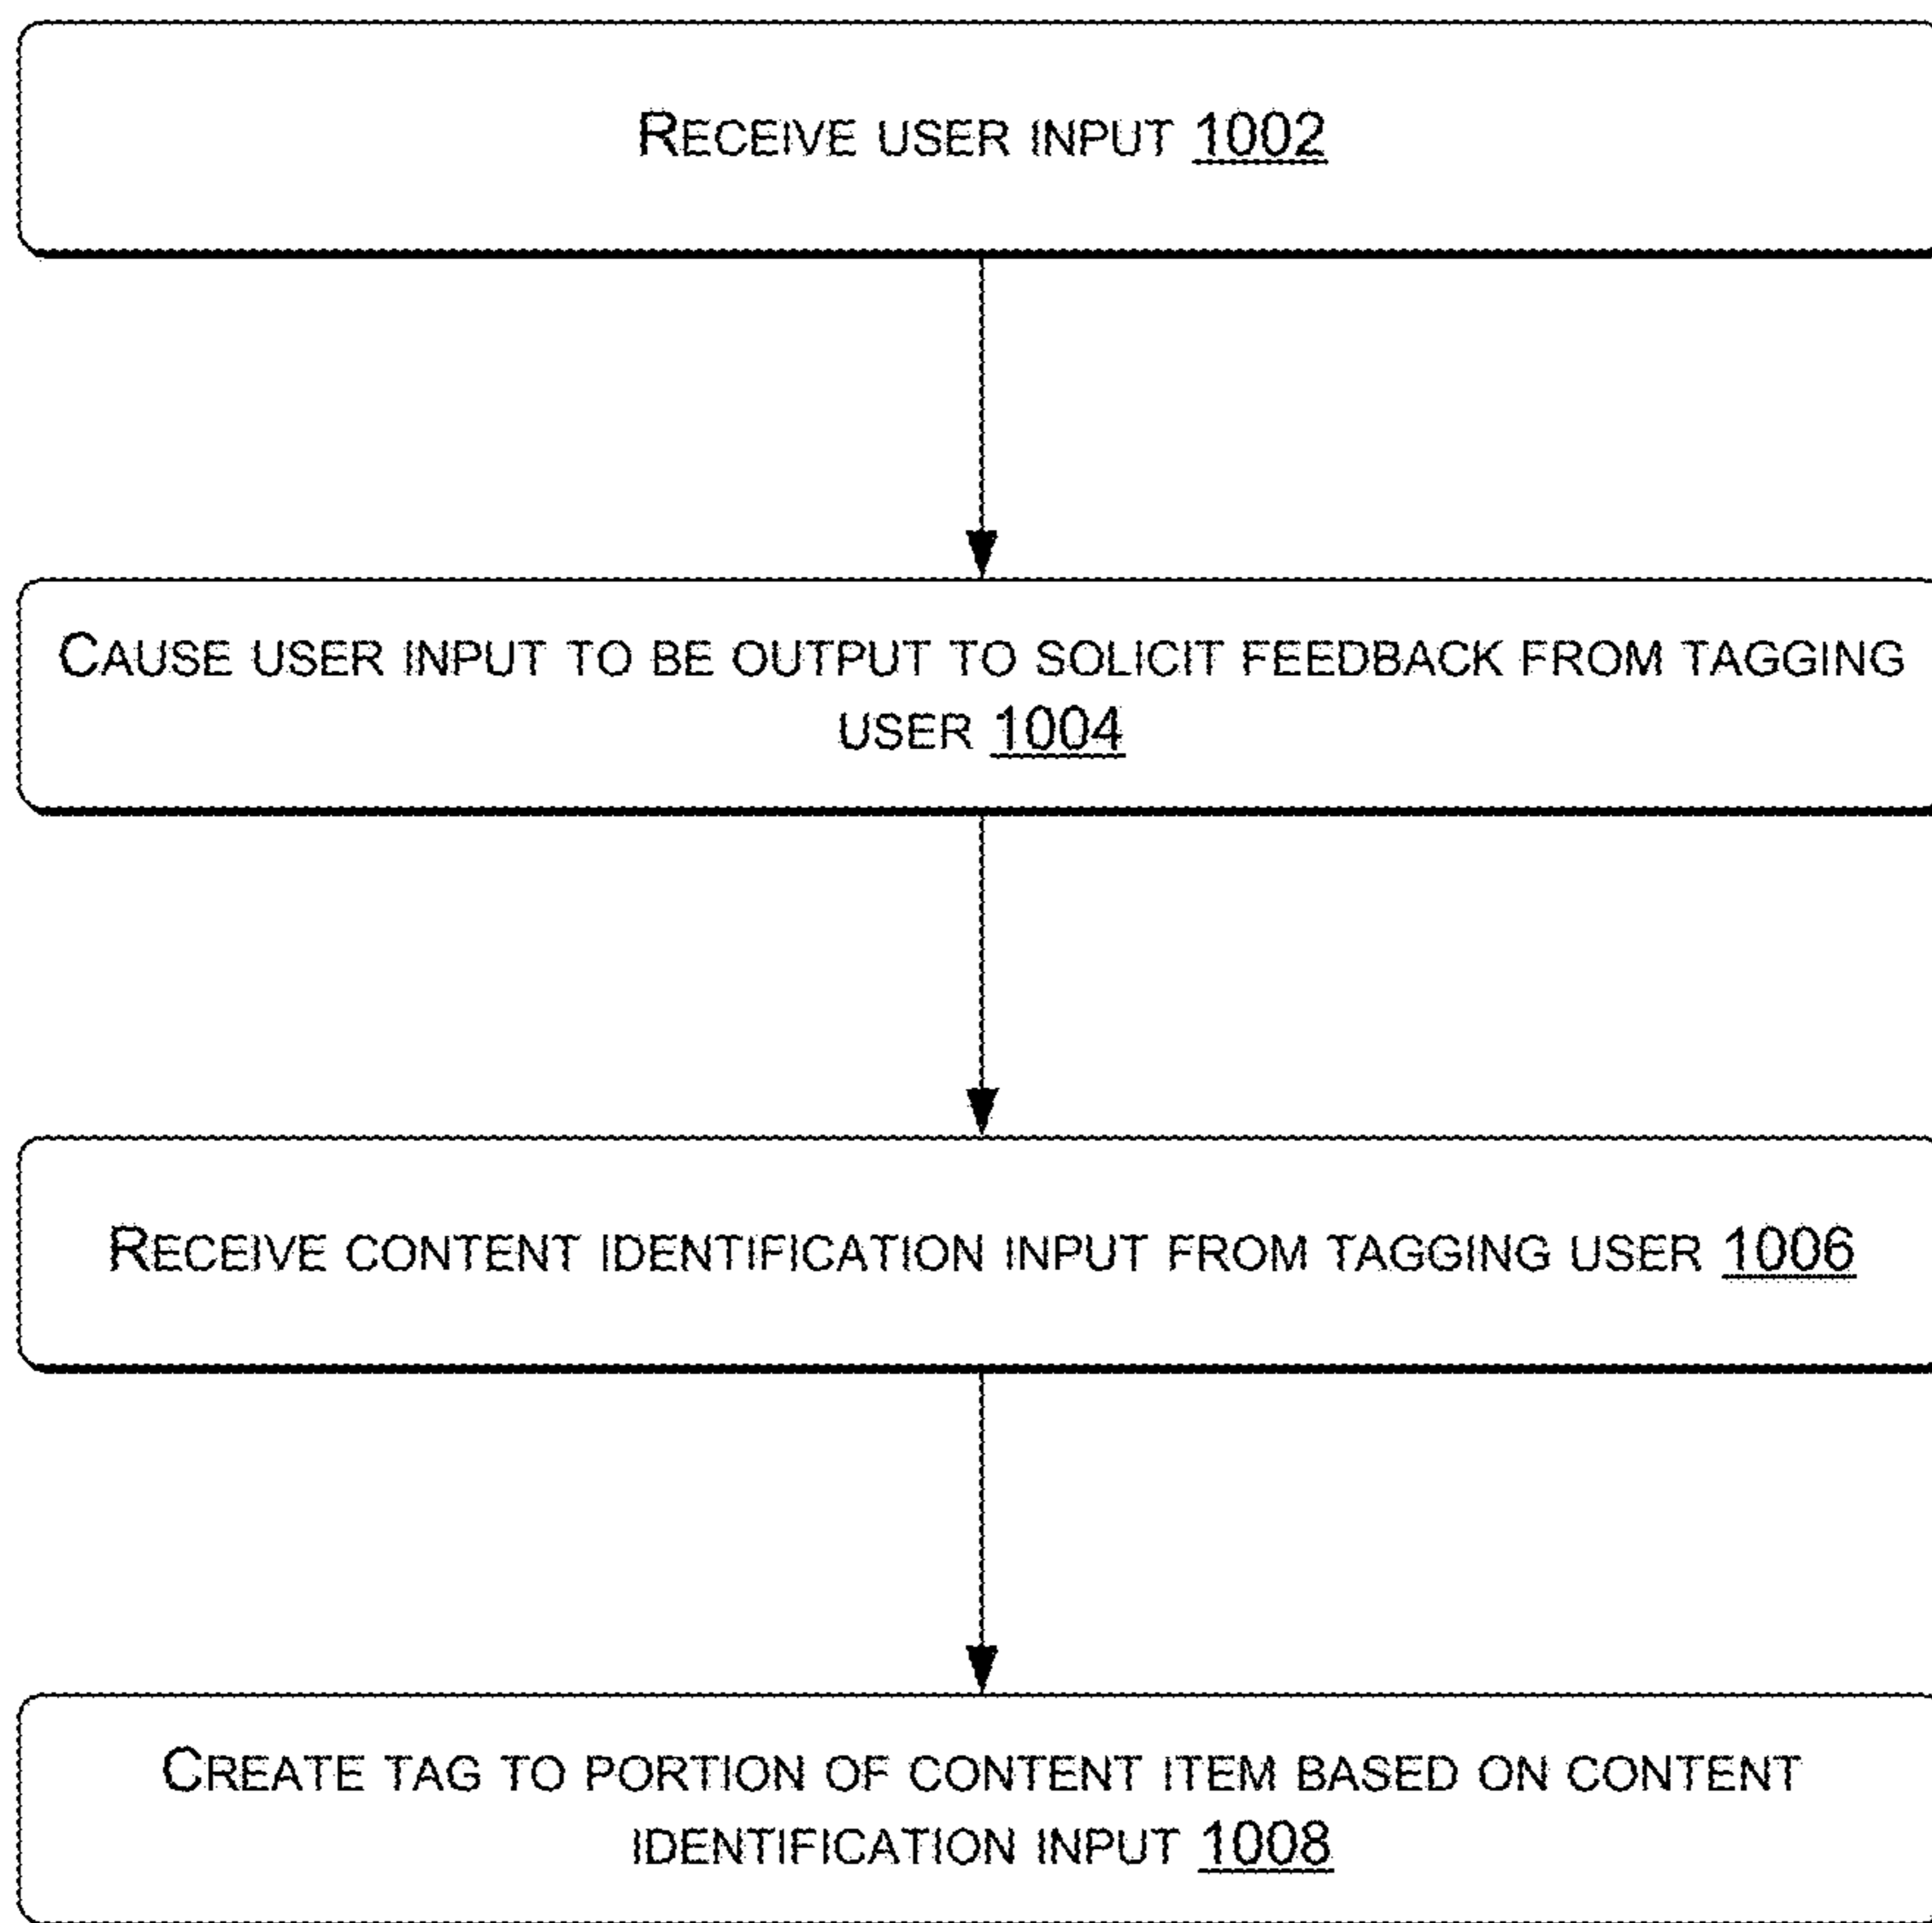 RECEIVE USER INPUT 1002
CAUSE USER INPUT TO BE OUTPUT TO SOLICIT FEEDBACK FROM TAGGING
USER 1004
RECEIVE CONTENT IDENTIFICATION INPUT FROM TAGGING USER 1006
CREATE TAG TO PORTION OF CONTENT ITEM BASED ON CONTENT
IDENTIFICATION INPUT 1008